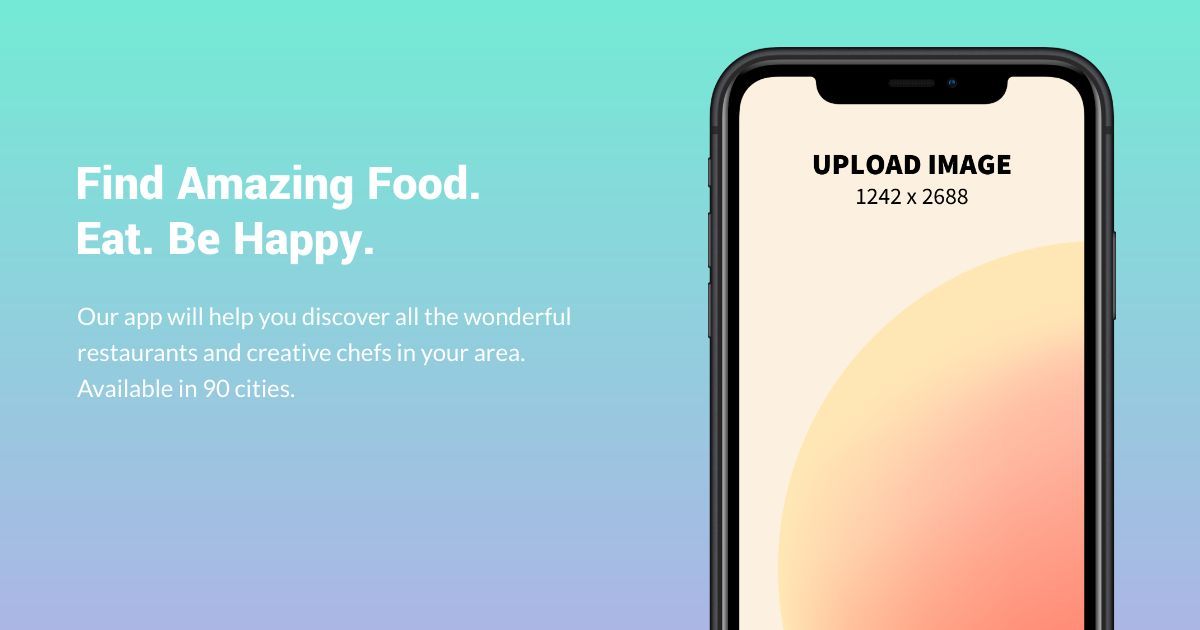 Find Amazing Food.
Eat. Be Happy.
Our app will help you discover all the wonderful
restaurants and creative chefs in your area.
Available in 90 cities.
UPLOAD IMAGE
1242 x 2688